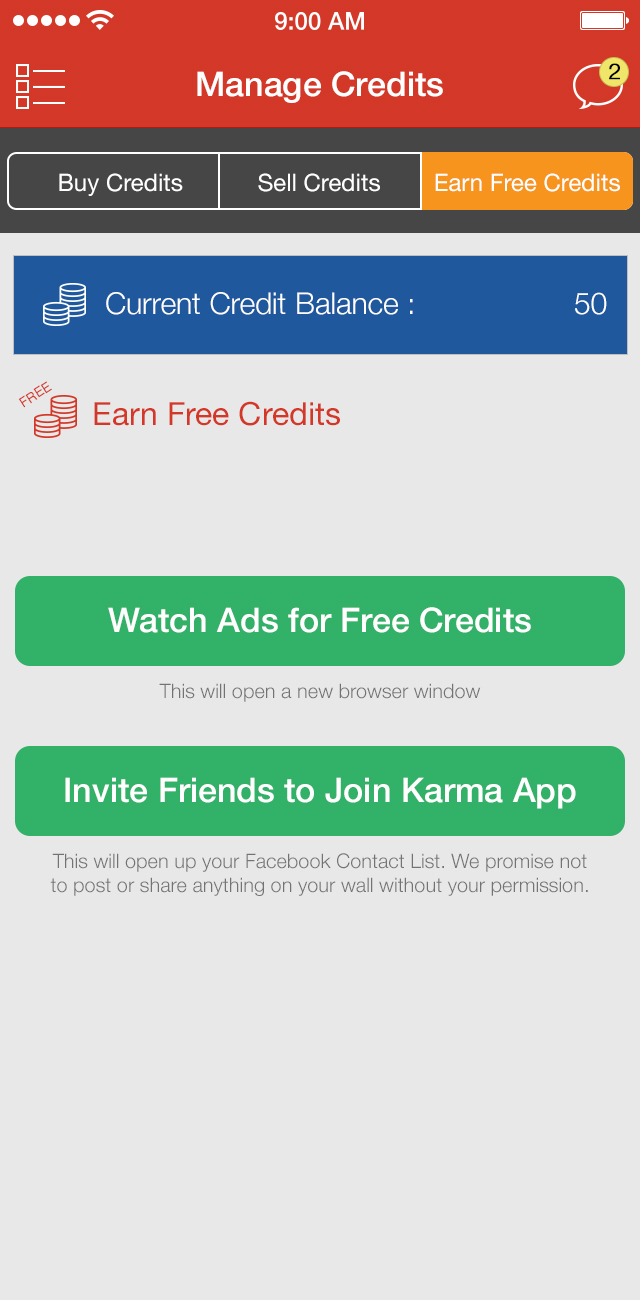 9:00 AM
Manage Credits
2
Buy Credits
Sell Credits
Earn Free Credits
Current Credit Balance :
50
FREE
Earn Free Credits
Watch Ads for Free Credits
This will open a new browser window
Invite Friends to Join Karma App
This will open up your Facebook Contact List. We promise not
to post or share anything on your wall without your permission.